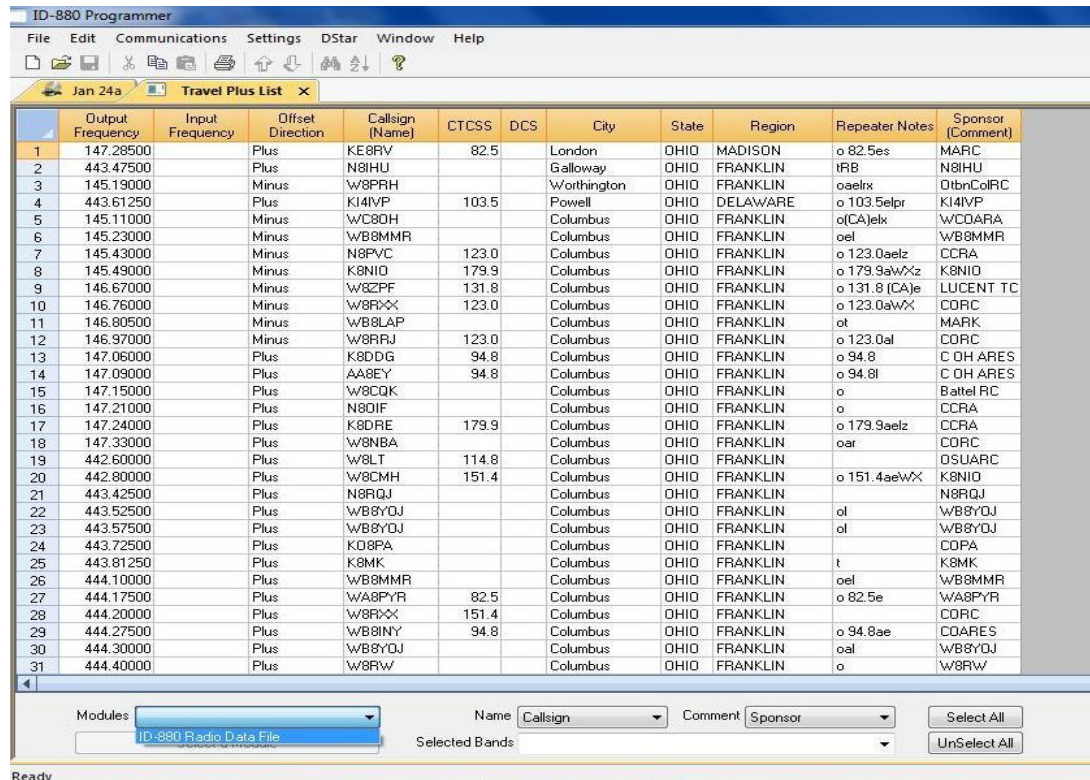 ID-880 Programmer
File Edit Communications Settings DStar Window Help
Jan 24a Travel Plus List X
Output Frequency Input Frequency Offset Direction Callsign (Name) CTCSS DCS City State Region Repeater Notes Sponsor (Comment)
1 147.28500 Plus KE8RV 82.5 London OHIO MADISON o 82.5es MARC
2 443.47500 Plus N8IHU Galloway OHIO FRANKLIN tRB N8IHU
3 145.19000 Minus W8PRH Worthington OHIO FRANKLIN oaelrx OtbnColRC
4 443.61250 Plus KI4IVP 103.5 Powell OHIO DELAWARE o 103.5elpr KI4IVP
5 145.11000 Minus WC8OH Columbus OHIO FRANKLIN o(CA)elx WCOARA
6 145.23000 Minus WB8MMR Columbus OHIO FRANKLIN oel WB8MMR
7 145.43000 Minus N8PVC 123.0 Columbus OHIO FRANKLIN o 123.0aelz CCRA
8 145.49000 Minus K8NIO 179.9 Columbus OHIO FRANKLIN o 179.9aWXz K8NIO
9 146.67000 Minus W8ZPF 131.8 Columbus OHIO FRANKLIN o 131.8 (CA)e LUCENT TC
10 146.76000 Minus W8RXX 123.0 Columbus OHIO FRANKLIN o 123.0aWX CORC
11 146.80500 Minus WB8LAP Columbus OHIO FRANKLIN ot MARK
12 146.97000 Minus W8RRJ 123.0 Columbus OHIO FRANKLIN o 123.0al CORC
13 147.06000 Plus K8DDG 94.8 Columbus OHIO FRANKLIN o 94.8 C OH ARES
14 147.09000 Plus AA8EY 94.8 Columbus OHIO FRANKLIN o 94.8l C OH ARES
15 147.15000 Plus W8CQK Columbus OHIO FRANKLIN o Battel RC
16 147.21000 Plus N8OIF Columbus OHIO FRANKLIN o CCRA
17 147.24000 Plus K8DRE 179.9 Columbus OHIO FRANKLIN o 179.9aelz CCRA
18 147.33000 Plus W8NBA Columbus OHIO FRANKLIN oar CORC
19 442.60000 Plus W8LT 114.8 Columbus OHIO FRANKLIN OSUARC
20 442.80000 Plus W8CMH 151.4 Columbus OHIO FRANKLIN o 151.4aeWX K8NIO
21 443.42500 Plus N8RQJ Columbus OHIO FRANKLIN N8RQJ
22 443.52500 Plus WB8YOJ Columbus OHIO FRANKLIN ol WB8YOJ
23 443.57500 Plus WB8YOJ Columbus OHIO FRANKLIN ol WB8YOJ
24 443.72500 Plus KO8PA Columbus OHIO FRANKLIN COPA
25 443.81250 Plus K8MK Columbus OHIO FRANKLIN t K8MK
26 444.10000 Plus WB8MMR Columbus OHIO FRANKLIN oel WB8MMR
27 444.17500 Plus WA8PYR 82.5 Columbus OHIO FRANKLIN o 82.5e WA8PYR
28 444.20000 Plus W8RXX 151.4 Columbus OHIO FRANKLIN CORC
29 444.27500 Plus WB8INY 94.8 Columbus OHIO FRANKLIN o 94.8ae COARES
30 444.30000 Plus WB8YOJ Columbus OHIO FRANKLIN oal WB8YOJ
31 444.40000 Plus W8RW Columbus OHIO FRANKLIN o W8RW
Modules Name Callsign Comment Sponsor Select All
ID-880 Radio Data File Selected Bands UnSelect All
Ready